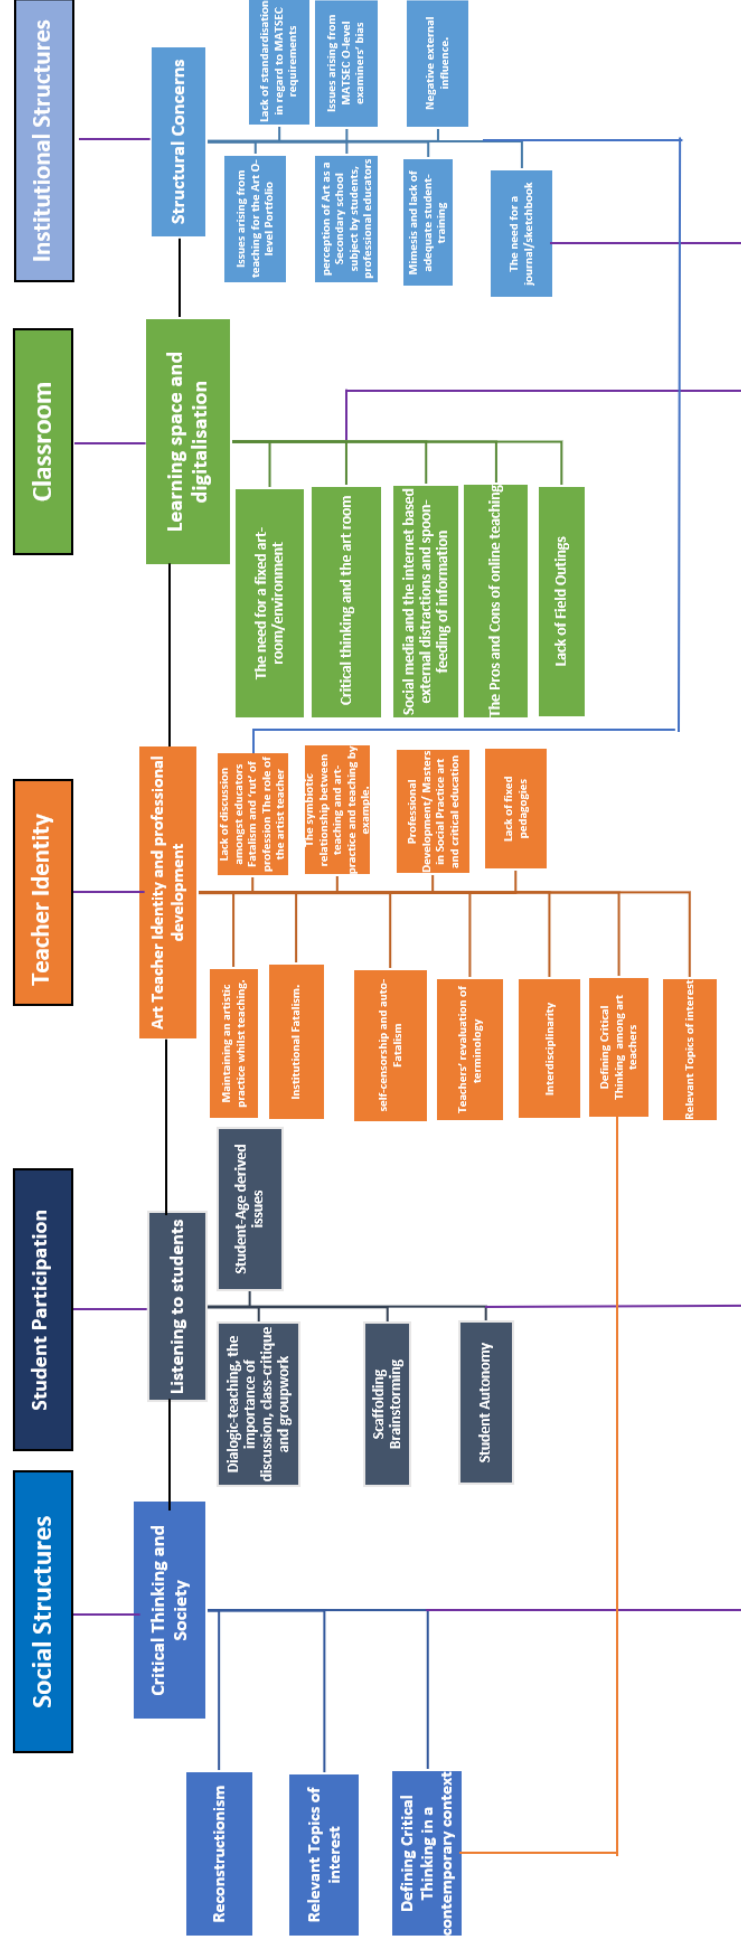 Social Structures
Student Participation
Teacher Identity
Classroom
Institutional Structures
Critical Thinking and
Society
Listening to students
Art Teacher Identity and professional
development
Learning space and
digitalisation
Structural Concerns
Reconstructionism
Relevant Topics of
interest
Defining Critical
Thinking in a
contemporary context
Student-Age derived
issues
Dialogic-teaching, the
importance of
discussion, class-critique
and groupwork
Scaffolding
Brainstorming
Student Autonomy
Maintaining an artistic
practice whilst teaching.
Institutional Fatalism.
self-censorship and auto-
Fatalism
Teachers' revaluation of
terminology
Interdisciplinarity
Defining Critical
Thinking among art
teachers
Relevant Topics of interest
Lack of discussion
amongst educators
Fatalism and 'rut' of
profession The role of
the artist teacher
The symbiotic
relationship between
teaching and art-
practice and teaching by
example.
Professional
Development/ Masters
in Social Practice art
and critical education
Lack of fixed
pedagogies
The need for a fixed art-
room/environment
Critical thinking and the art room
Social media and the internet based
external distractions and spoon-
feeding of information
The Pros and Cons of online teaching
Lack of Field Outings
Issues arising from
teaching for the Art O-
level Portfolio
perception of Art as a
Secondary school
subject by students,
professional educators
Mimesis and lack of
adequate student-
training
The need for a
journal/sketchbook
Lack of standardisation
in regard to MATSEC
requirements
Issues arising from
MATSEC O-level
examiners' bias
Negative external
influence.